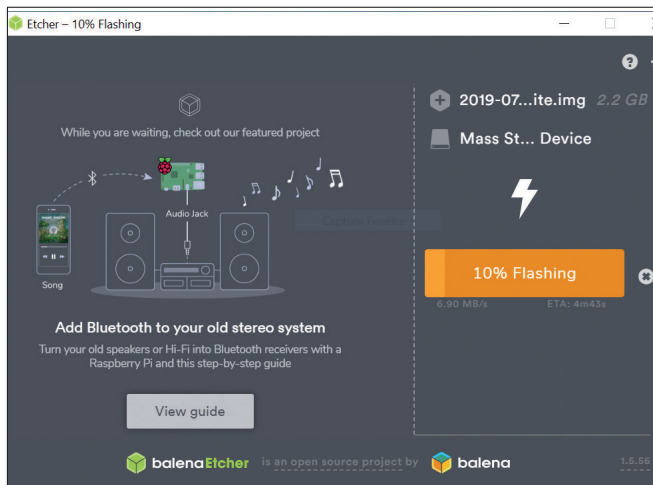 Etcher – 10% Flashing
?
While you are waiting, check out our featured project
Audio Jack
Song
Add Bluetooth to your old stereo system
Turn your old speakers or Hi-Fi into Bluetooth receivers with a
Raspberry Pi and this step-by-step guide
View guide
2019-07...ite.img 2.2 GB
Mass St... Device
10% Flashing
6.90 MB/s ETA: 4m43s
balenaEtcher is an open source project by balena 1.5.56